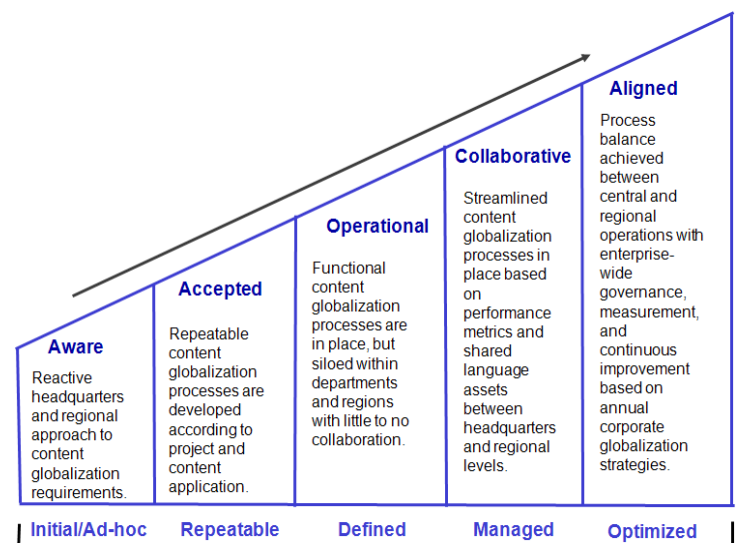 Aware
Reactive
headquarters
and regional
approach to
content
globalization
requirements.
Accepted
Repeatable
content
globalization
processes are
developed
according to
project and
content
application.
Operational
Functional
content
globalization
processes are
in place, but
siloed within
departments
and regions
with little to no
collaboration.
Collaborative
Streamlined
content
globalization
processes in
place based
on
performance
metrics and
shared
language
assets
between
headquarters
and regional
levels.
Aligned
Process
balance
achieved
between
central and
regional
operations with
enterprise-
wide
governance,
measurement,
and
continuous
improvement
based on
annual
corporate
globalization
strategies.
Initial/Ad-hoc
Repeatable
Defined
Managed
Optimized